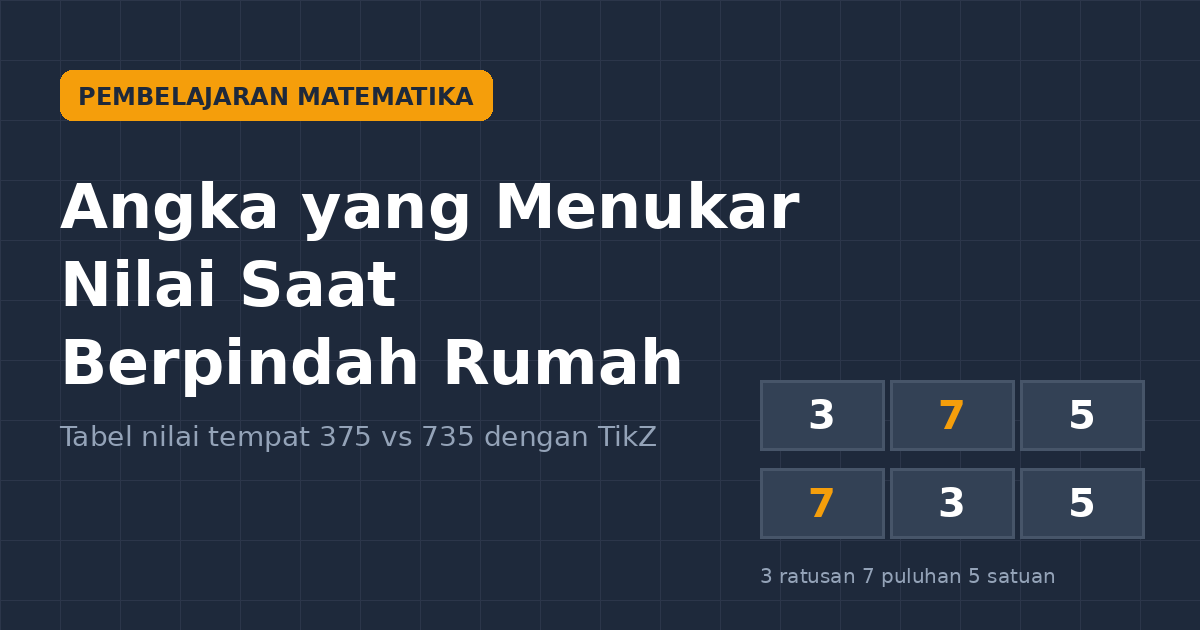 PEMBELAJARAN MATEMATIKA
Angka yang Menukar
Nilai Saat
Berpindah Rumah
Tabel nilai tempat 375 vs 735 dengan TikZ
3 7 5
7 3 5
3 ratusan 7 puluhan 5 satuan